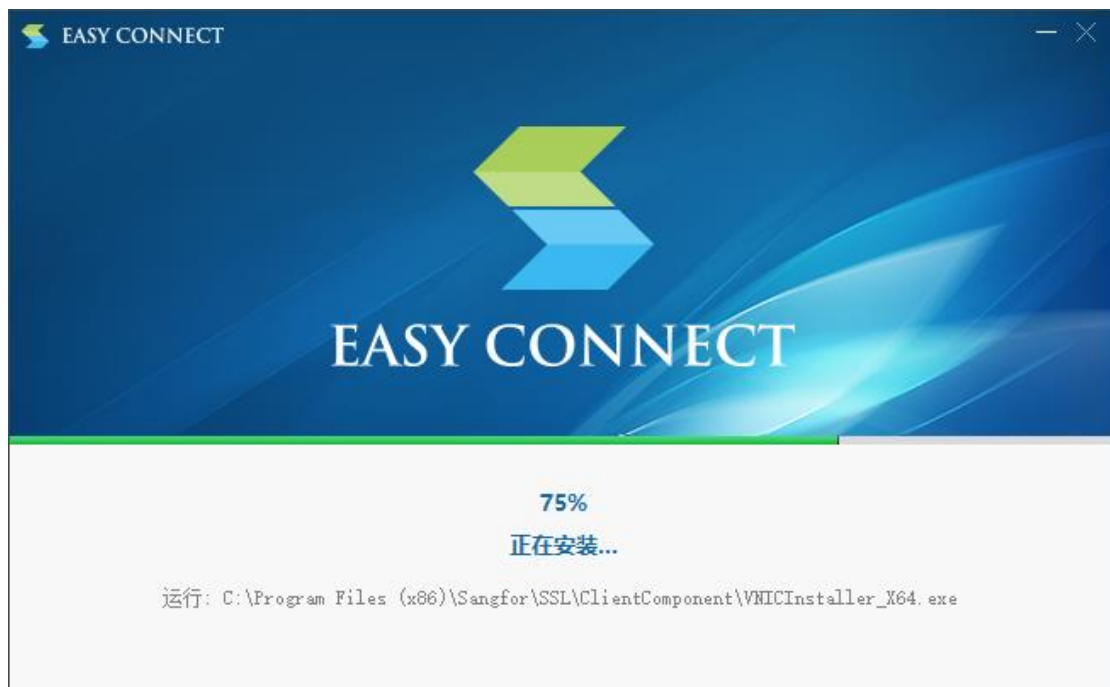 EASY CONNECT
EASY CONNECT
75%
正在安装...
运行: C:\Program Files (x86)\Sangfor\SSL\ClientComponent\VNICInstaller_X64.exe